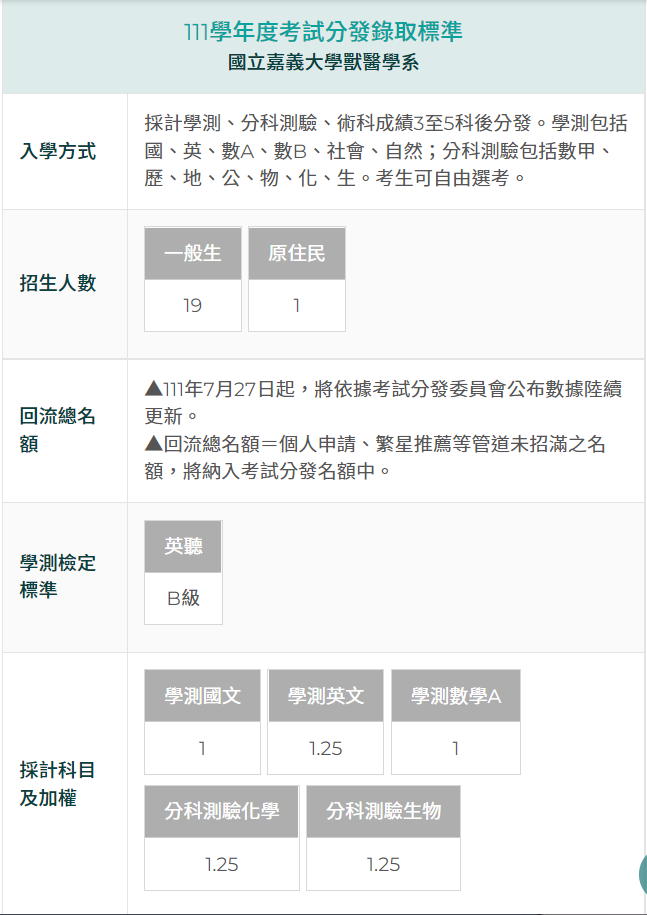 111學年度考試分發錄取標準
國立嘉義大學獸醫學系
入學方式
採計學測、分科測驗、術科成績3至5科後分發。學測包括
國、英、數A、數B、社會、自然；分科測驗包括數甲、
歷、地、公、物、化、生。考生可自由選考。
招生人數
一般生 原住民
19 1
回流總名
額
▲111年7月27日起，將依據考試分發委員會公布數據陸續
更新。
▲回流總名額＝個人申請、繁星推薦等管道未招滿之名
額，將納入考試分發名額中。
學測檢定
標準
英聽
B級
採計科目
及加權
學測國文 學測英文 學測數學A
1 1.25 1
分科測驗化學 分科測驗生物
1.25 1.25